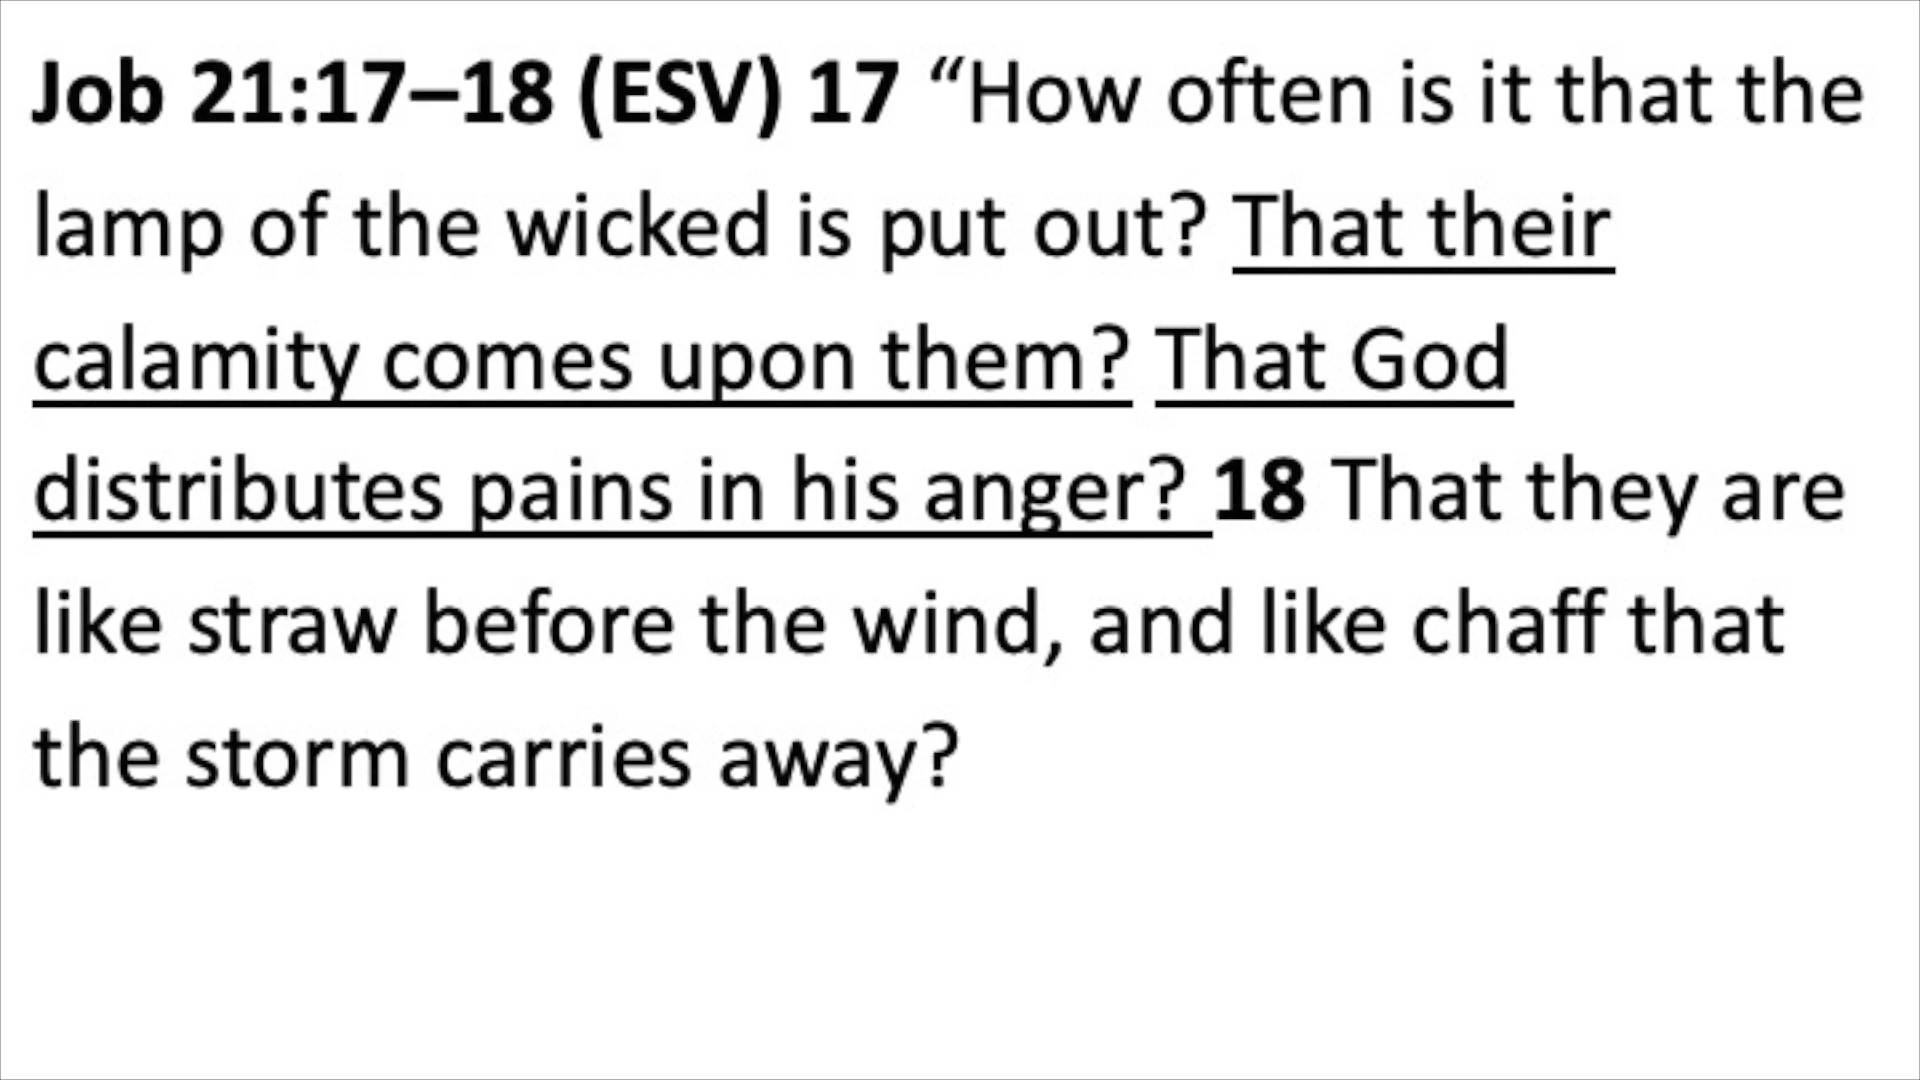 Job 21:17–18 (ESV) 17 “How often is it that the
lamp of the wicked is put out? That their
calamity comes upon them? That God
distributes pains in his anger? 18 That they are
like straw before the wind, and like chaff that
the storm carries away?